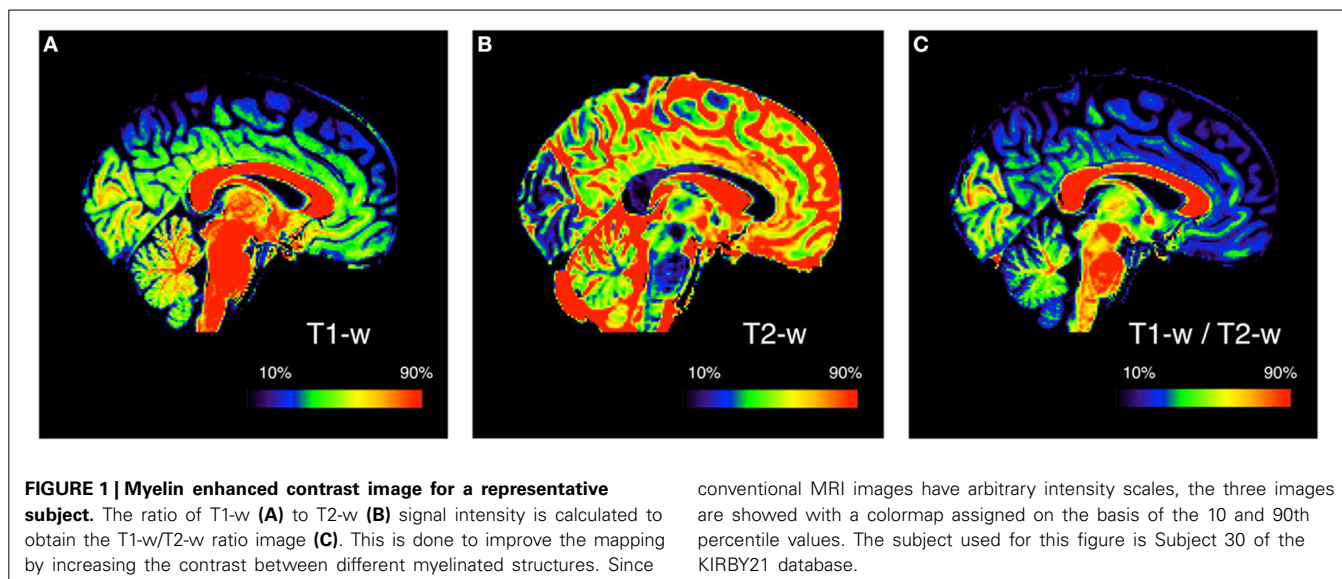 A
B
C
T1-w
T2-w
T1-w / T2-w
10%
90%
10%
90%
10%
90%
FIGURE 1 | Myelin enhanced contrast image for a representative
subject. The ratio of T1-w (A) to T2-w (B) signal intensity is calculated to
obtain the T1-w/T2-w ratio image (C). This is done to improve the mapping
by increasing the contrast between different myelinated structures. Since
conventional MRI images have arbitrary intensity scales, the three images
are showed with a colormap assigned on the basis of the 10 and 90th
percentile values. The subject used for this figure is Subject 30 of the
KIRBY21 database.